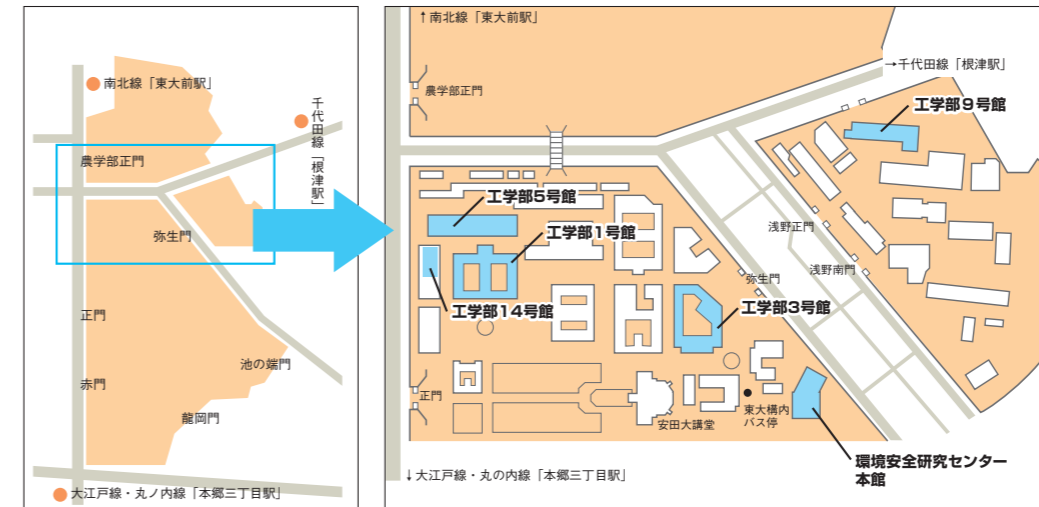 南北線「東大前駅」
千代田線「根津駅」
農学部正門
弥生門
正門
池の端門
赤門
龍岡門
大江戸線・丸ノ内線「本郷三丁目駅」
↑南北線「東大前駅」
→千代田線「根津駅」
農学部正門
工学部9号館
工学部5号館
工学部1号館
浅野正門
浅野南門
弥生門
工学部14号館
工学部3号館
正門
安田大講堂
東大構内
バス停
環境安全研究センター
本館
↓大江戸線・丸の内線「本郷三丁目駅」